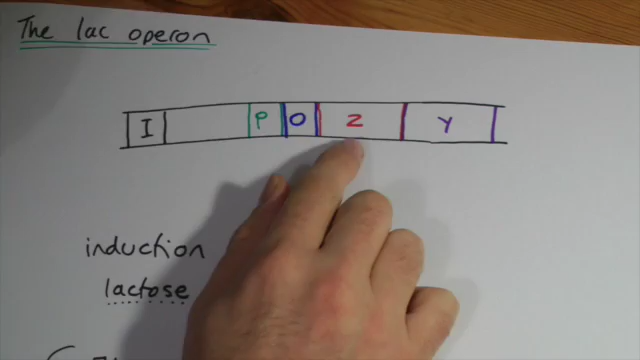 The lac operon
I P O Z Y
induction
lactose